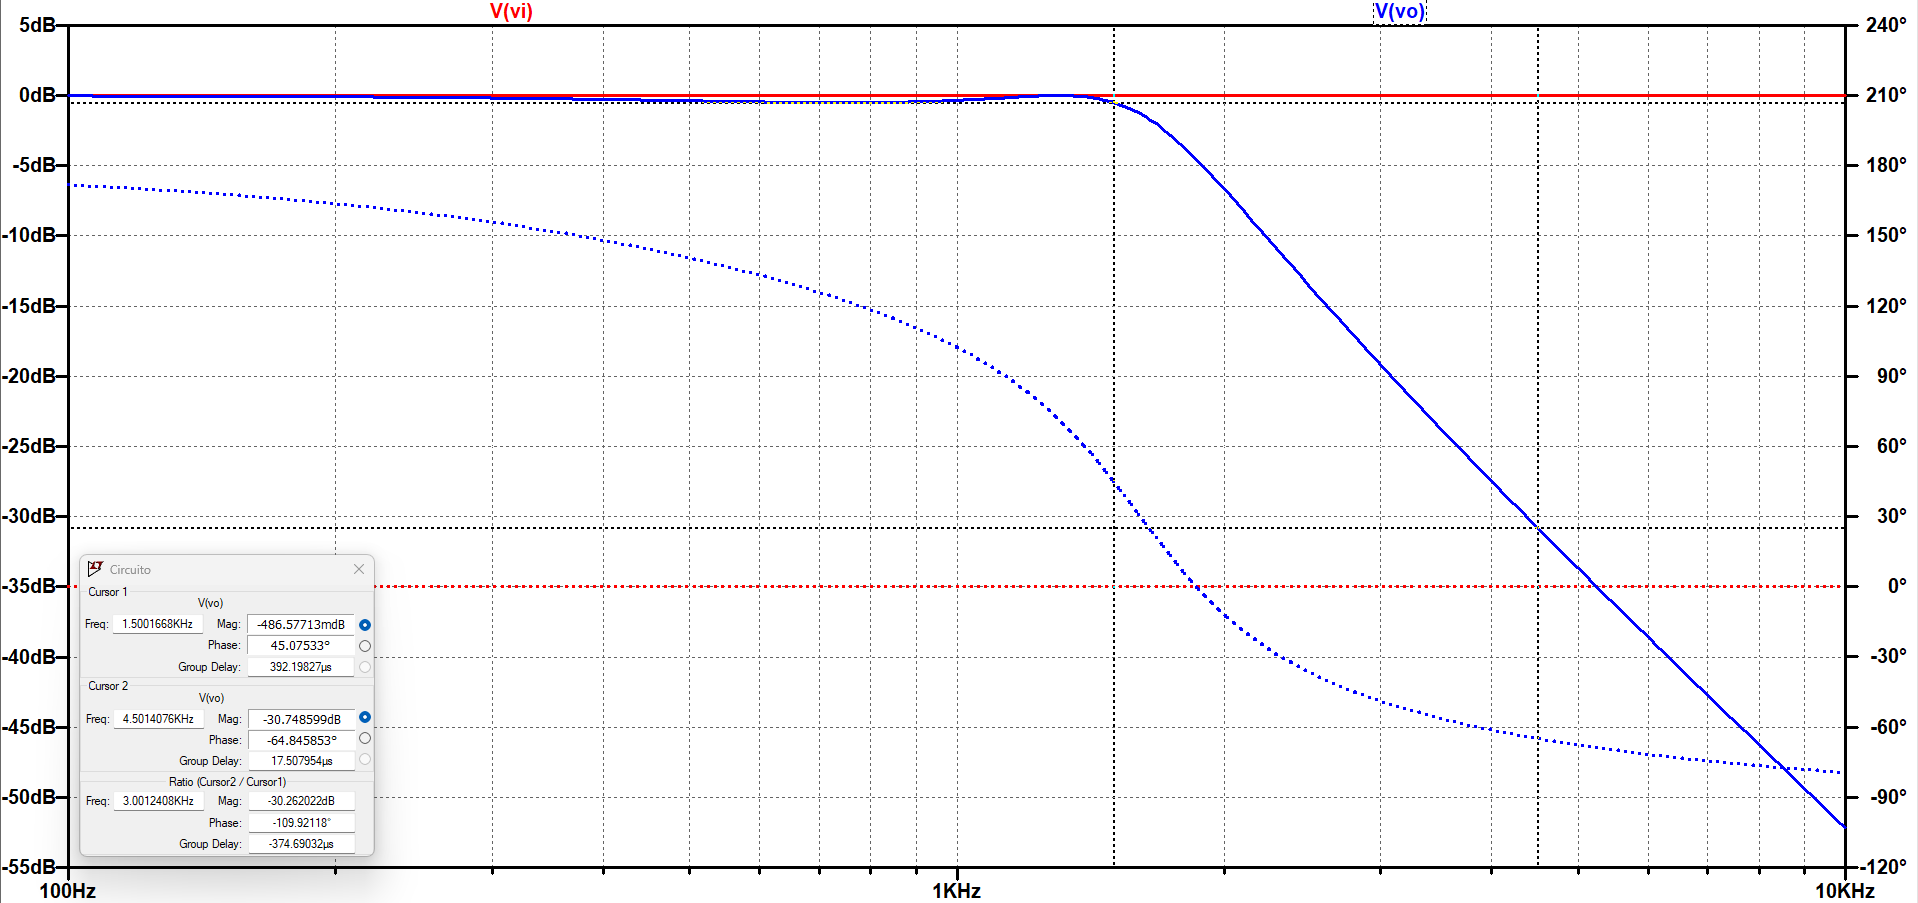 V(vi) V(vo)
5dB 240°
0dB 210°
-5dB 180°
-10dB 150°
-15dB 120°
-20dB 90°
-25dB 60°
-30dB 30°
-35dB 0°
-40dB -30°
-45dB -60°
-50dB -90°
-55dB -120°
100Hz 1KHz 10KHz
Circuito
Cursor 1
V(vo)
Freq: 1.5001668KHz Mag: -486.57713mdB
Phase: 45.07533°
Group Delay: 392.19827µs
Cursor 2
V(vo)
Freq: 4.5014076KHz Mag: -30.748599dB
Phase: -64.845853°
Group Delay: 17.507954µs
Ratio (Cursor2 / Cursor1)
Freq: 3.0012408KHz Mag: -30.262022dB
Phase: -109.92118°
Group Delay: -374.69032µs